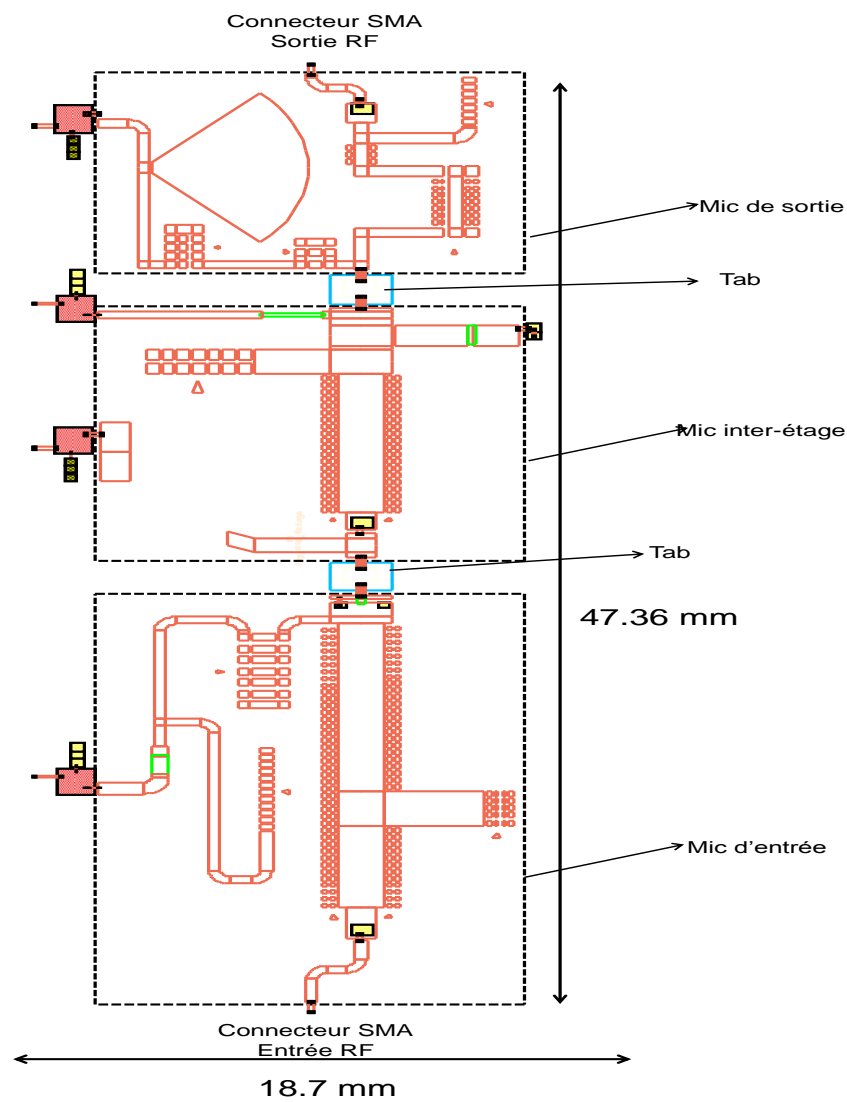 Connecteur SMA
Sortie RF
Mic de sortie
Tab
Mic inter-étage
Tab
47.36 mm
Mic d'entrée
Connecteur SMA
Entrée RF
18.7 mm